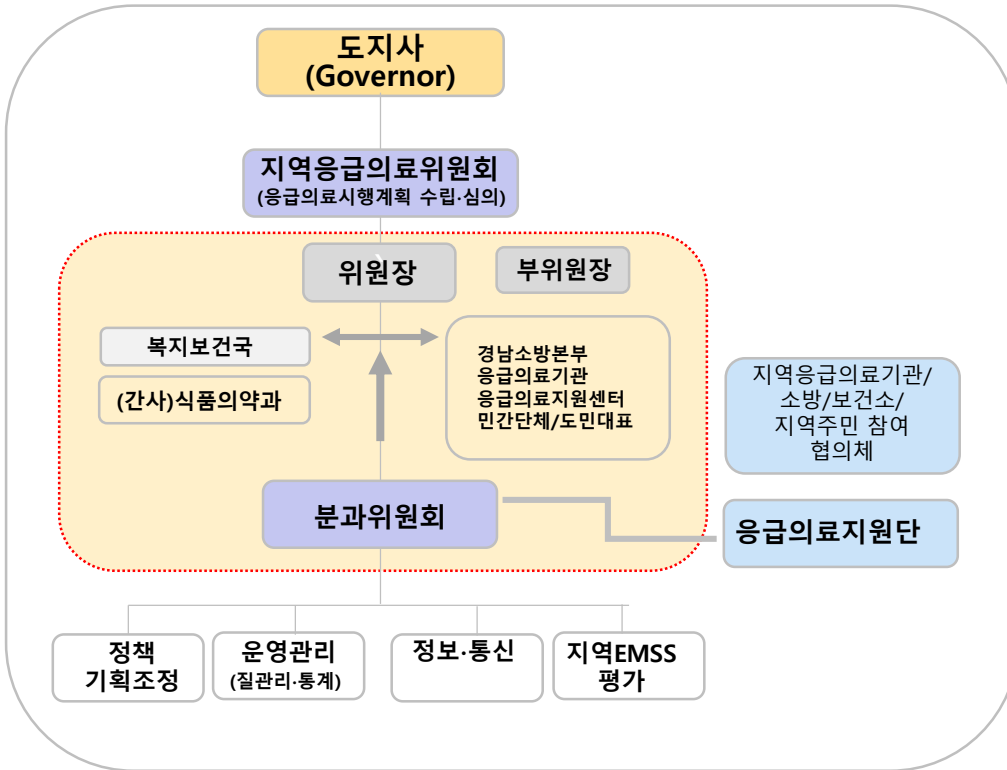 도지사
(Governor)
지역응급의료위원회
(응급의료시행계획 수립·심의)
위원장
부위원장
복지보건국
(간사)식품의약과
경남소방본부
응급의료기관
응급의료지원센터
민간단체/도민대표
지역응급의료기관/
소방/보건소/
지역주민 참여
협의체
분과위원회
응급의료지원단
정책
기획조정
운영관리
(질관리·통계)
정보·통신
지역EMSS
평가